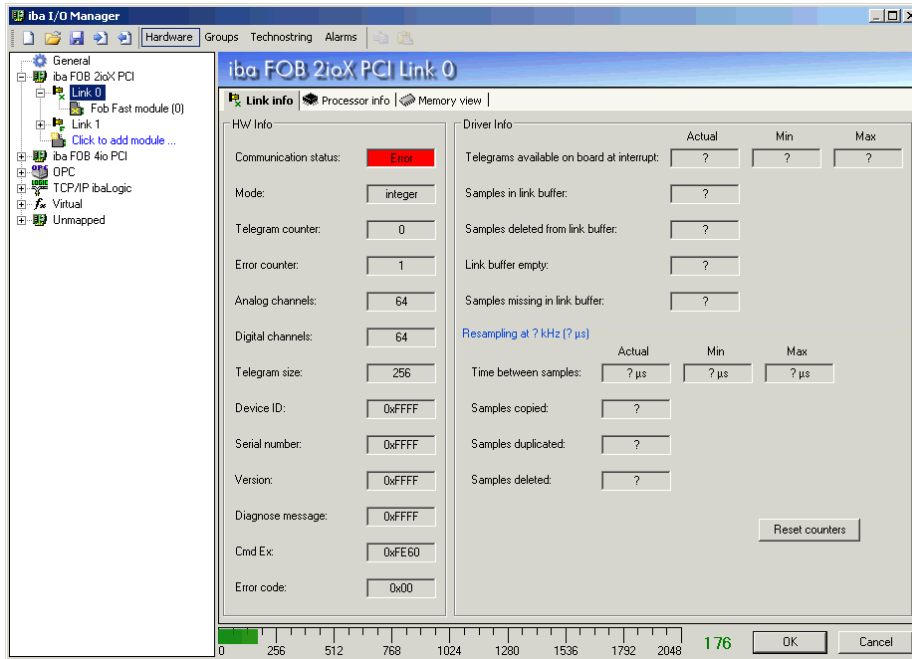 iba I/O Manager
Hardware Groups Technostring Alarms
General
iba FOB 2ioX PCI
Link 0
Fob Fast module (0)
Link 1
Click to add module ...
iba FOB 4io PCI
OPC
TCP/IP ibaLogic
Virtual
Unmapped
iba FOB 2ioX PCI Link 0
Link info Processor info Memory view
HW Info
Communication status: Error
Mode: integer
Telegram counter: 0
Error counter: 1
Analog channels: 64
Digital channels: 64
Telegram size: 256
Device ID: 0xFFFF
Serial number: 0xFFFF
Version: 0xFFFF
Diagnose message: 0xFFFF
Cmd Ex: 0xFE60
Error code: 0x00
Driver Info
Actual Min Max
Telegrams available on board at interrupt: ? ? ?
Samples in link buffer: ?
Samples deleted from link buffer: ?
Link buffer empty: ?
Samples missing in link buffer: ?
Resampling at ? kHz (? µs)
Actual Min Max
Time between samples: ? µs ? µs ? µs
Samples copied: ?
Samples duplicated: ?
Samples deleted: ?
Reset counters
0 256 512 768 1024 1280 1536 1792 2048
176
OK Cancel